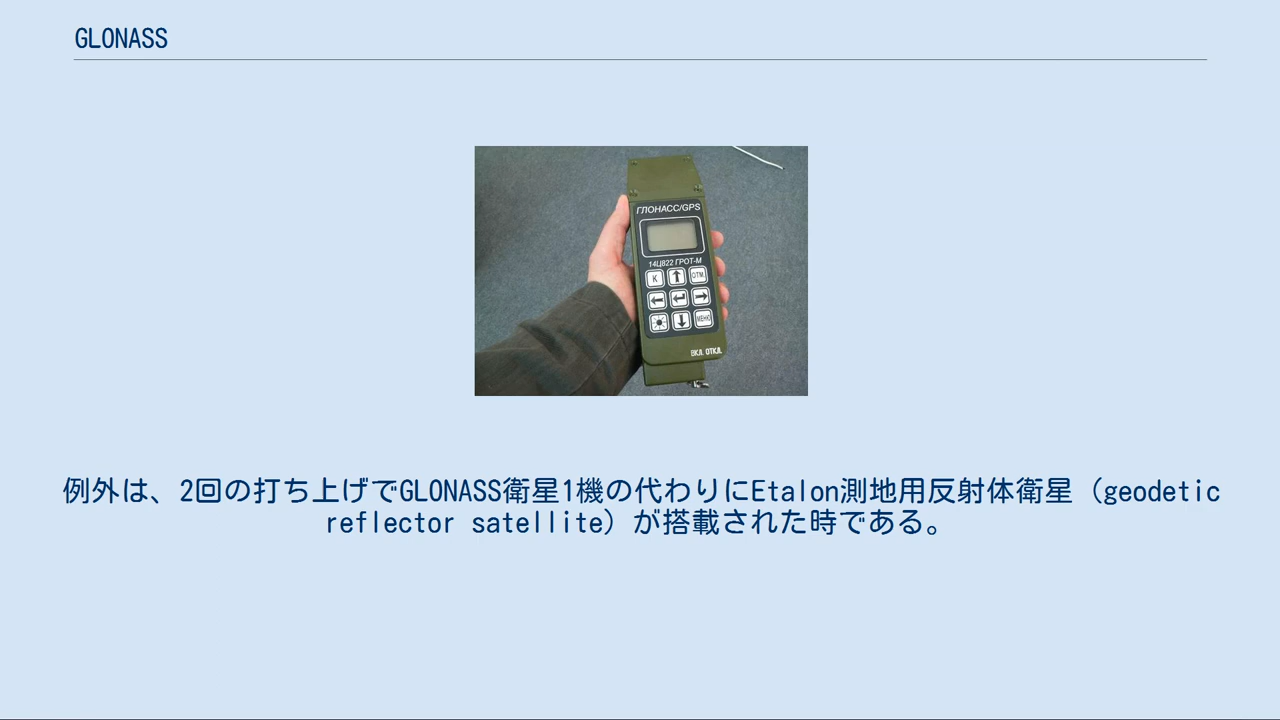 GLONASS
ГЛОНАСС/GPS
14Ц822 ГРОТ-М
К
ОТМ
МЕНЮ
ВКЛ. ОТКЛ.
例外は、2回の打ち上げでGLONASS衛星1機の代わりにEtalon測地用反射体衛星（geodetic
reflector satellite）が搭載された時である。